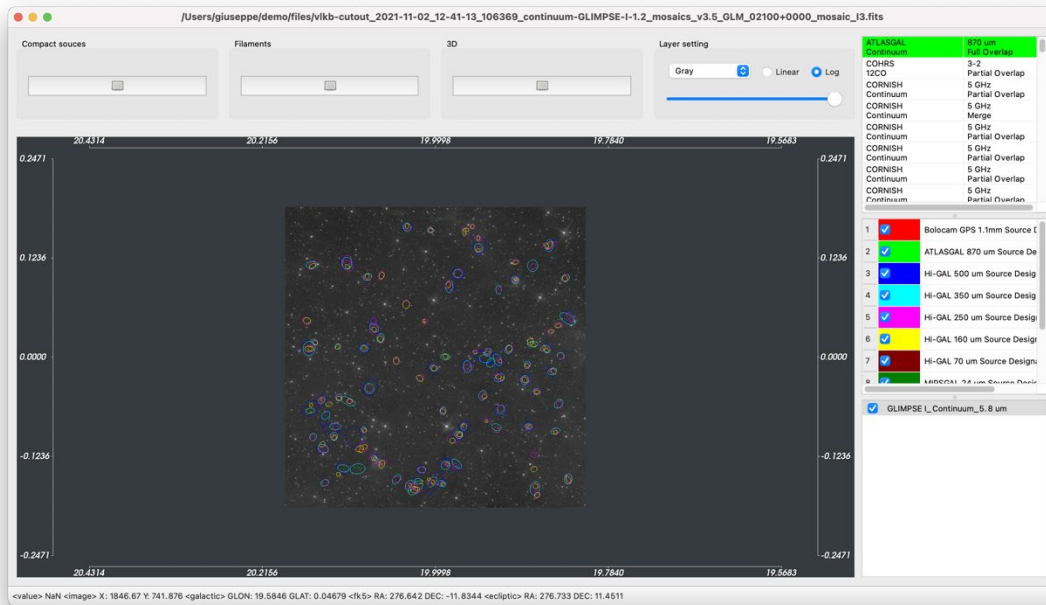 /Users/giuseppe/demo/files/vlkb-cutout_2021-11-02_12-41-13_106369_continuum-GLIMPSE-I-1.2_mosaics_v3.5_GLM_02100+0000_mosaic_I3.fits
Compact souces
Filaments
3D
Layer setting
Gray
Linear
Log
ATLASGAL 870 um
Continuum Full Overlap
COHRS 3-2
12CO Partial Overlap
CORNISH 5 GHz
Continuum Partial Overlap
CORNISH 5 GHz
Continuum Merge
CORNISH 5 GHz
Continuum Partial Overlap
CORNISH 5 GHz
Continuum Partial Overlap
CORNISH 5 GHz
Continuum Partial Overlap
CORNISH 5 GHz
Continuum Partial Overlap
20.4314 20.2156 19.9998 19.7840 19.5683
0.2471 0.2471
0.1236 0.1236
0.0000 0.0000
-0.1236 -0.1236
-0.2471 -0.2471
20.4314 20.2156 19.9998 19.7840 19.5683
1 Bolocam GPS 1.1mm Source
2 ATLASGAL 870 um Source De
3 Hi-GAL 500 um Source Desig
4 Hi-GAL 350 um Source Desig
5 Hi-GAL 250 um Source Desig
6 Hi-GAL 160 um Source Desig
7 Hi-GAL 70 um Source Design
8 MIPSGAL 24 um Source Desig
GLIMPSE I_Continuum_5.8 um
<value> NaN <image> X: 1846.67 Y: 741.876 <galactic> GLON: 19.5846 GLAT: 0.04679 <fk5> RA: 276.642 DEC: -11.8344 <ecliptic> RA: 276.733 DEC: 11.4511